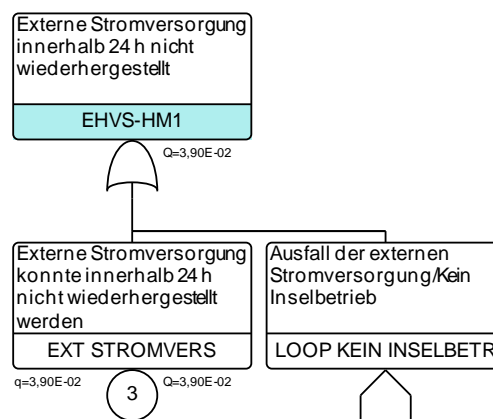 Externe Stromversorgung
innerhalb 24 h nicht
wiederhergestellt
EHVS-HM1
Q=3,90E-02
Externe Stromversorgung
konnte innerhalb 24 h
nicht wiederhergestellt
werden
EXT STROMVERS
q=3,90E-02
3
Q=3,90E-02
Ausfall der externen
Stromversorgung/Kein
Inselbetrieb
LOOP KEIN INSELBETR